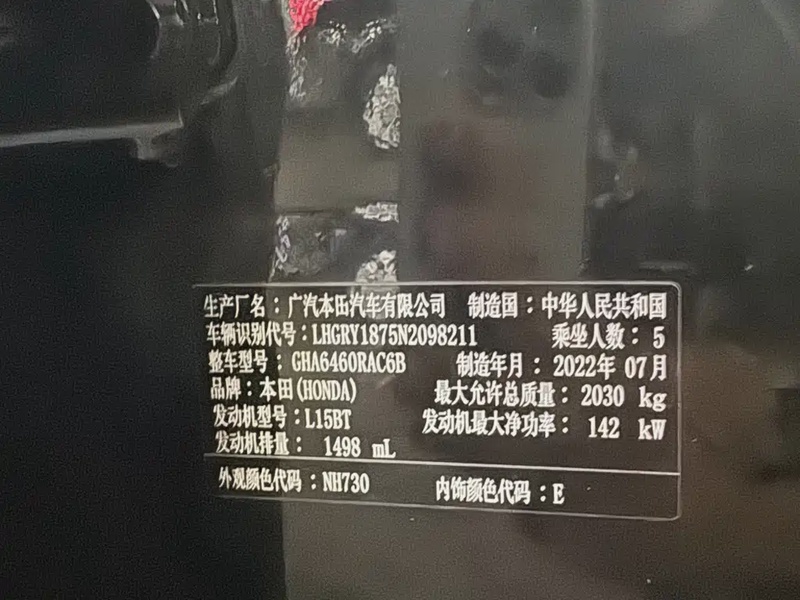 生产厂名：广汽本田汽车有限公司 制造国：中华人民共和国
车辆识别代号：LHGRY1875N2098211 乘坐人数：5
整车型号：GHA6460RAC6B 制造年月：2022年 07月
品牌：本田(HONDA) 最大允许总质量：2030 kg
发动机型号：L15BT 发动机最大净功率：142 kW
发动机排量：1498 mL
外观颜色代码：NH730 内饰颜色代码：E